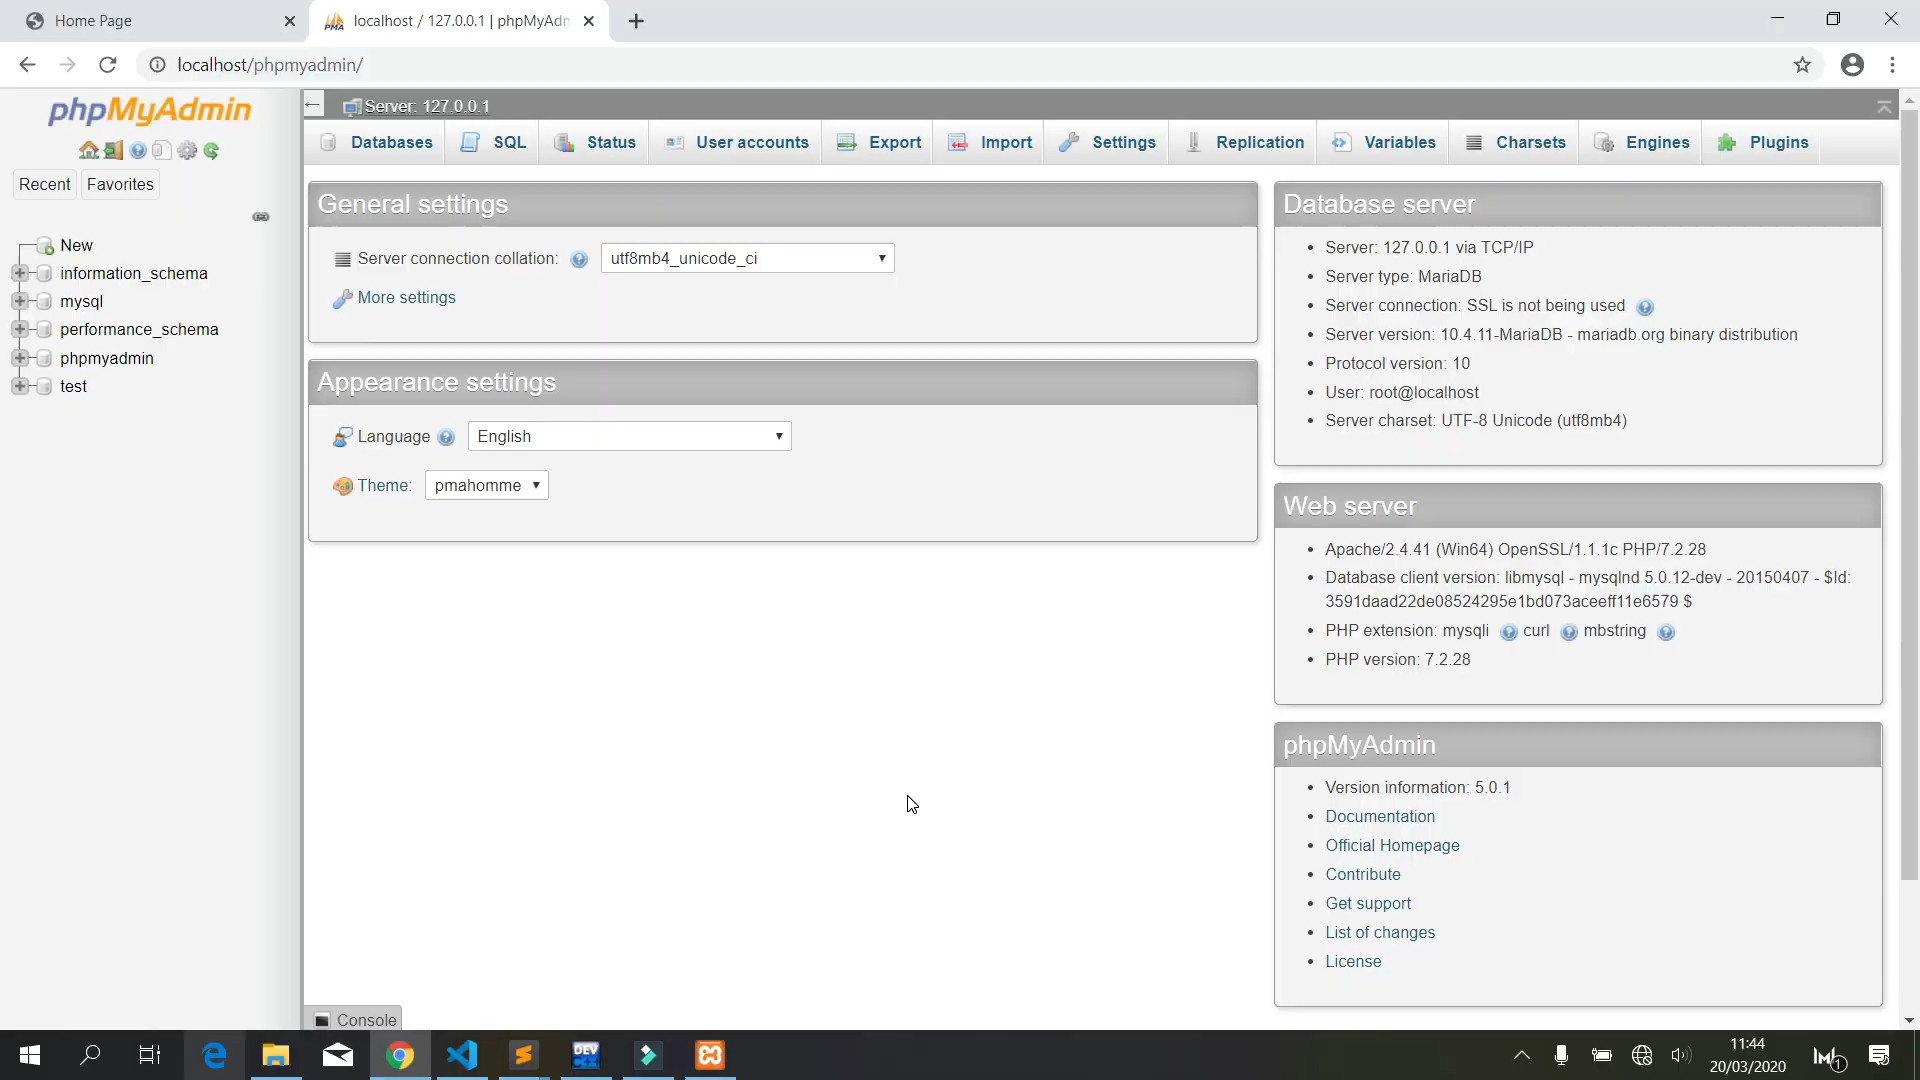 Home Page
localhost / 127.0.0.1 | phpMyAdm
localhost/phpmyadmin/
phpMyAdmin
Recent Favorites
New
information_schema
mysql
performance_schema
phpmyadmin
test
Server: 127.0.0.1
Databases SQL Status User accounts Export Import Settings Replication Variables Charsets Engines Plugins
General settings
Server connection collation: utf8mb4_unicode_ci
More settings
Appearance settings
Language English
Theme: pmahomme
Database server
• Server: 127.0.0.1 via TCP/IP
• Server type: MariaDB
• Server connection: SSL is not being used
• Server version: 10.4.11-MariaDB - mariadb.org binary distribution
• Protocol version: 10
• User: root@localhost
• Server charset: UTF-8 Unicode (utf8mb4)
Web server
• Apache/2.4.41 (Win64) OpenSSL/1.1.1c PHP/7.2.28
• Database client version: libmysql - mysqlnd 5.0.12-dev - 20150407 - $Id:
3591daad22de08524295e1bd073aceeff11e6579 $
• PHP extension: mysqli curl mbstring
• PHP version: 7.2.28
phpMyAdmin
• Version information: 5.0.1
• Documentation
• Official Homepage
• Contribute
• Get support
• List of changes
• License
Console
11:44
20/03/2020